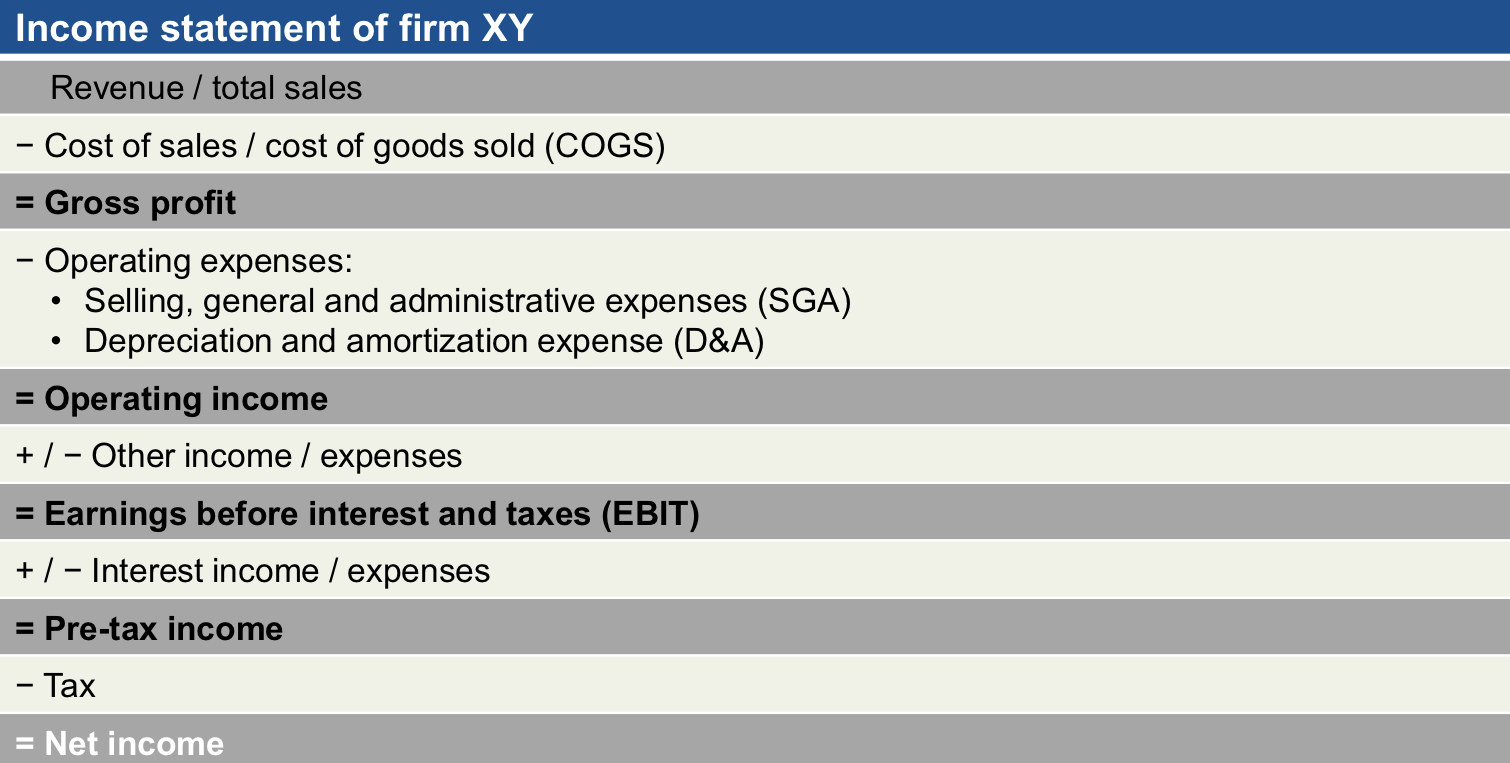 Income statement of firm XY
Revenue / total sales
− Cost of sales / cost of goods sold (COGS)
= Gross profit
− Operating expenses:
• Selling, general and administrative expenses (SGA)
• Depreciation and amortization expense (D&A)
= Operating income
+ / − Other income / expenses
= Earnings before interest and taxes (EBIT)
+ / − Interest income / expenses
= Pre-tax income
− Tax
= Net income